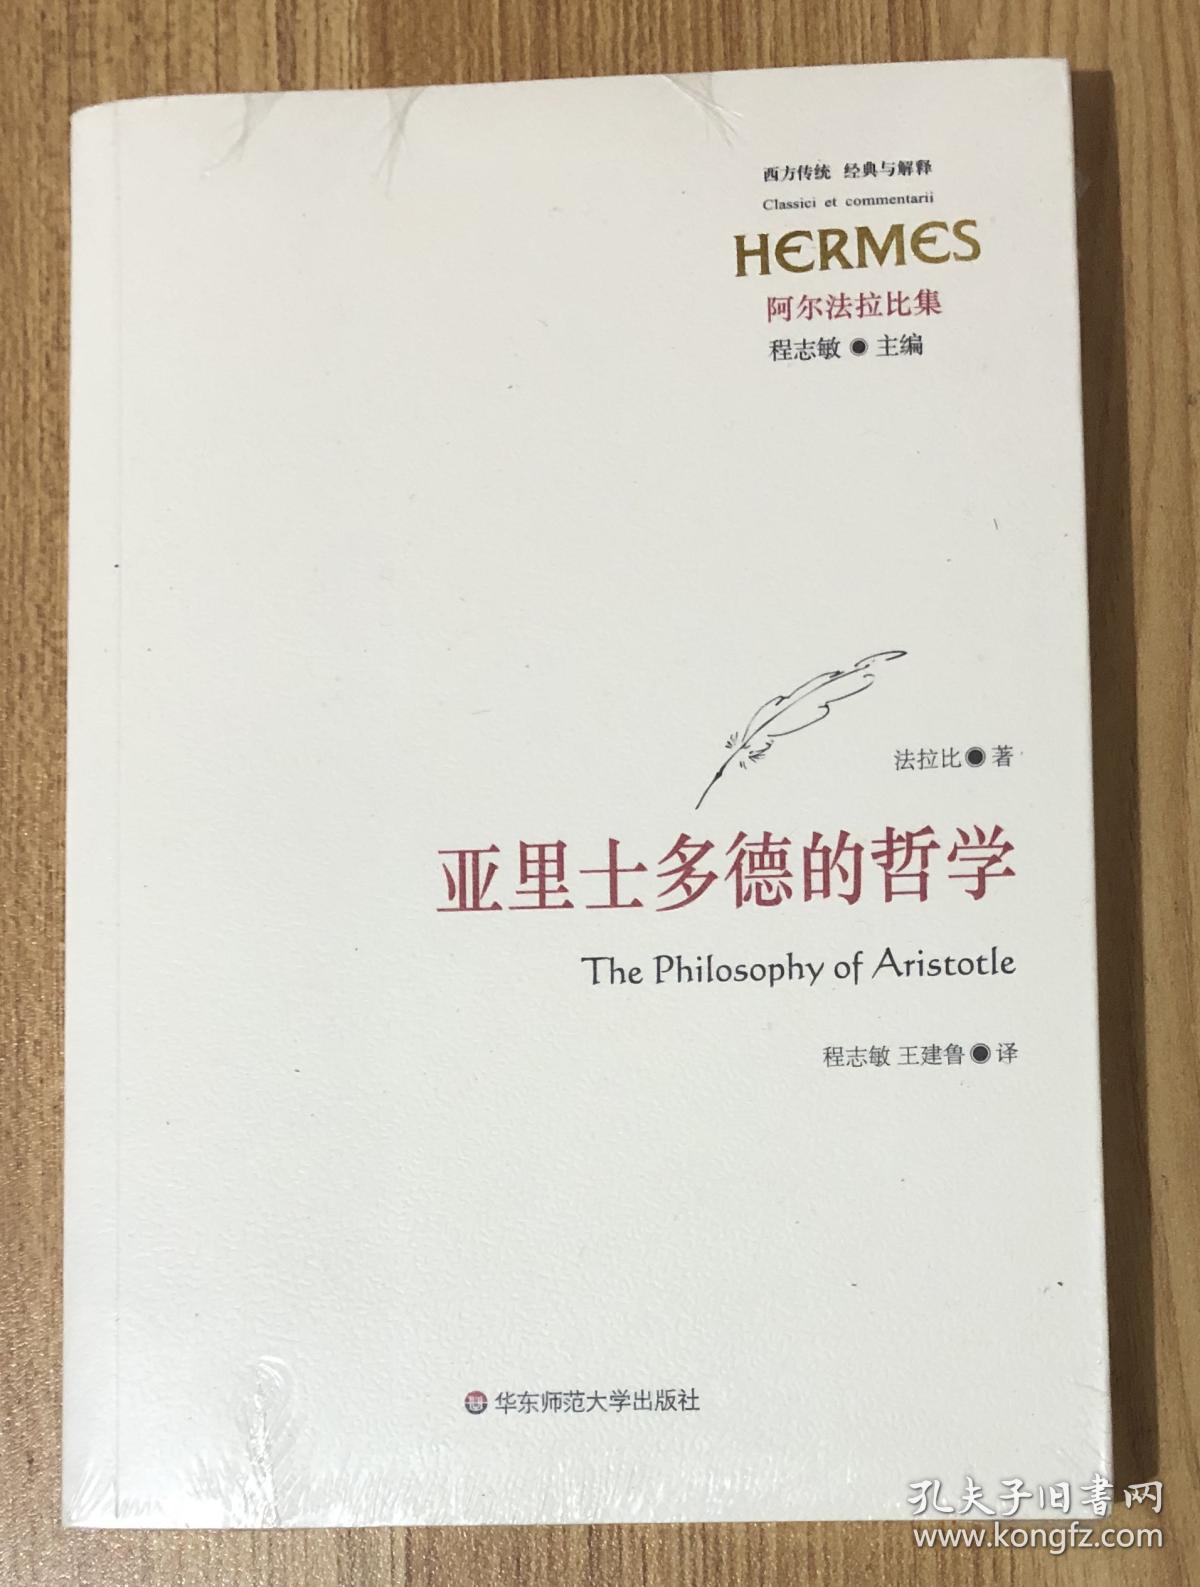 西方传统 经典与解释
Classici et commentarii
HERMES
阿尔法拉比集
程志敏●主编
法拉比●著
亚里士多德的哲学
The Philosophy of Aristotle
程志敏 王建鲁●译
华东师范大学出版社
孔夫子旧書网
www.kongfz.com